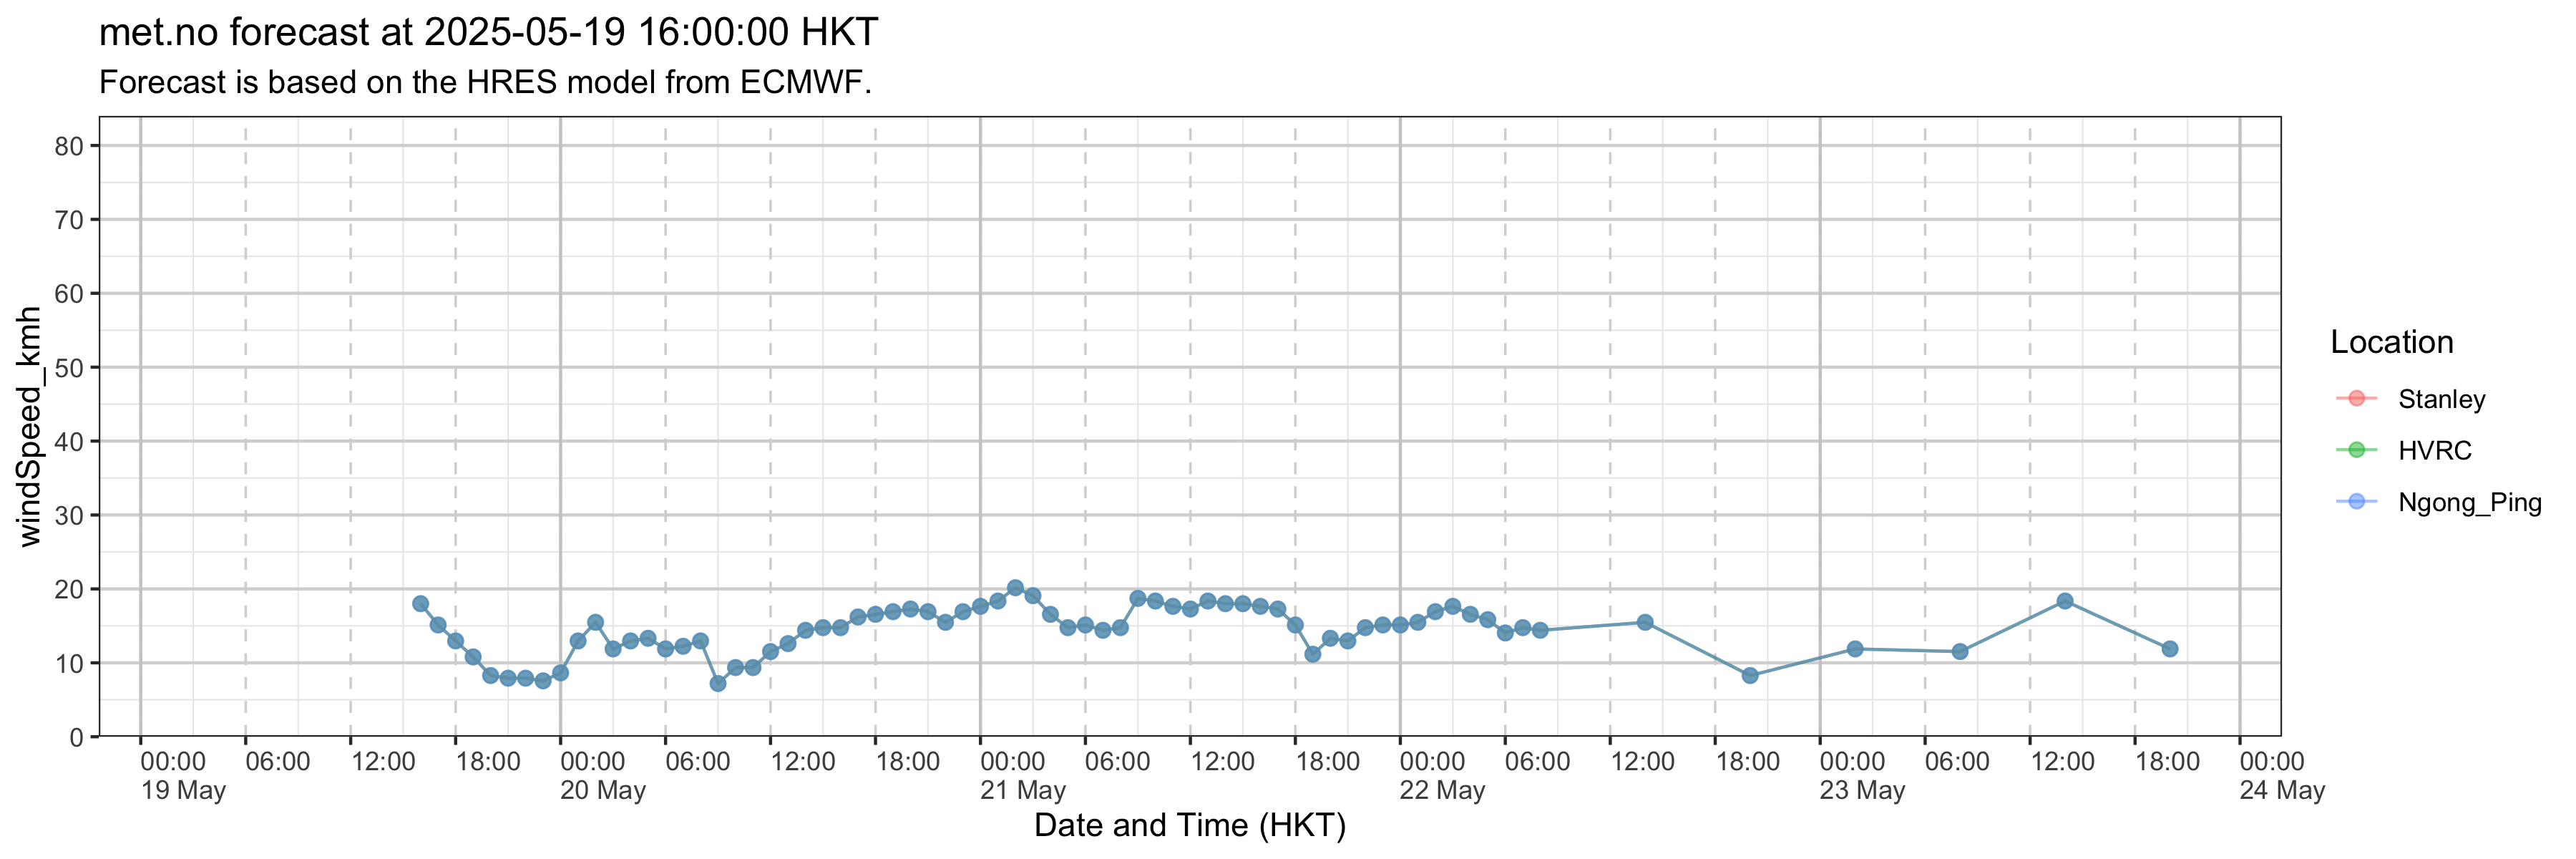 met.no forecast at 2025-05-19 16:00:00 HKT
Forecast is based on the HRES model from ECMWF.
windSpeed_kmh
80
70
60
50
40
30
20
10
0
00:00 06:00 12:00 18:00 00:00 06:00 12:00 18:00 00:00 06:00 12:00 18:00 00:00 06:00 12:00 18:00 00:00 06:00 12:00 18:00 00:00
19 May 20 May 21 May 22 May 23 May 24 May
Date and Time (HKT)
Location
Stanley
HVRC
Ngong_Ping